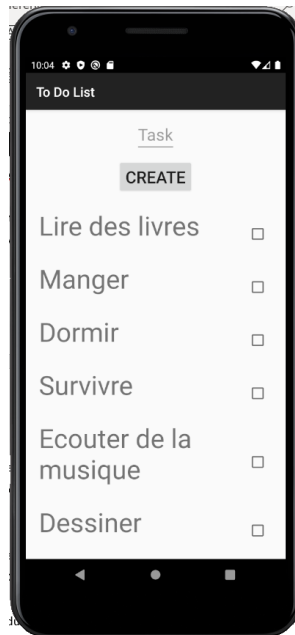 10:04
To Do List
Task
CREATE
Lire des livres
Manger
Dormir
Survivre
Ecouter de la
musique
Dessiner